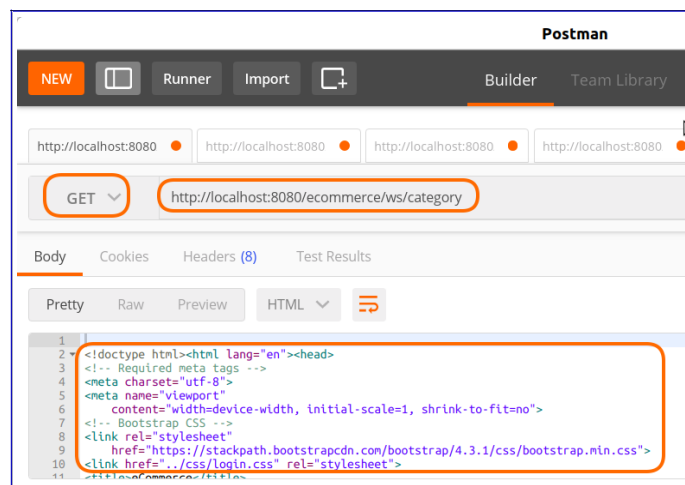 Postman
NEW Runner Import Builder Team Library
http://localhost:8080 http://localhost:8080 http://localhost:8080 http://localhost:8080
GET http://localhost:8080/ecommerce/ws/category
Body Cookies Headers (8) Test Results
Pretty Raw Preview HTML
1
2 <!doctype html><html lang="en"><head>
3 <!-- Required meta tags -->
4 <meta charset="utf-8">
5 <meta name="viewport"
6 content="width=device-width, initial-scale=1, shrink-to-fit=no">
7 <!-- Bootstrap CSS -->
8 <link rel="stylesheet"
9 href="https://stackpath.bootstrapcdn.com/bootstrap/4.3.1/css/bootstrap.min.css">
10 <link href="../css/login.css" rel="stylesheet">
11 <title>eCommerce</title>